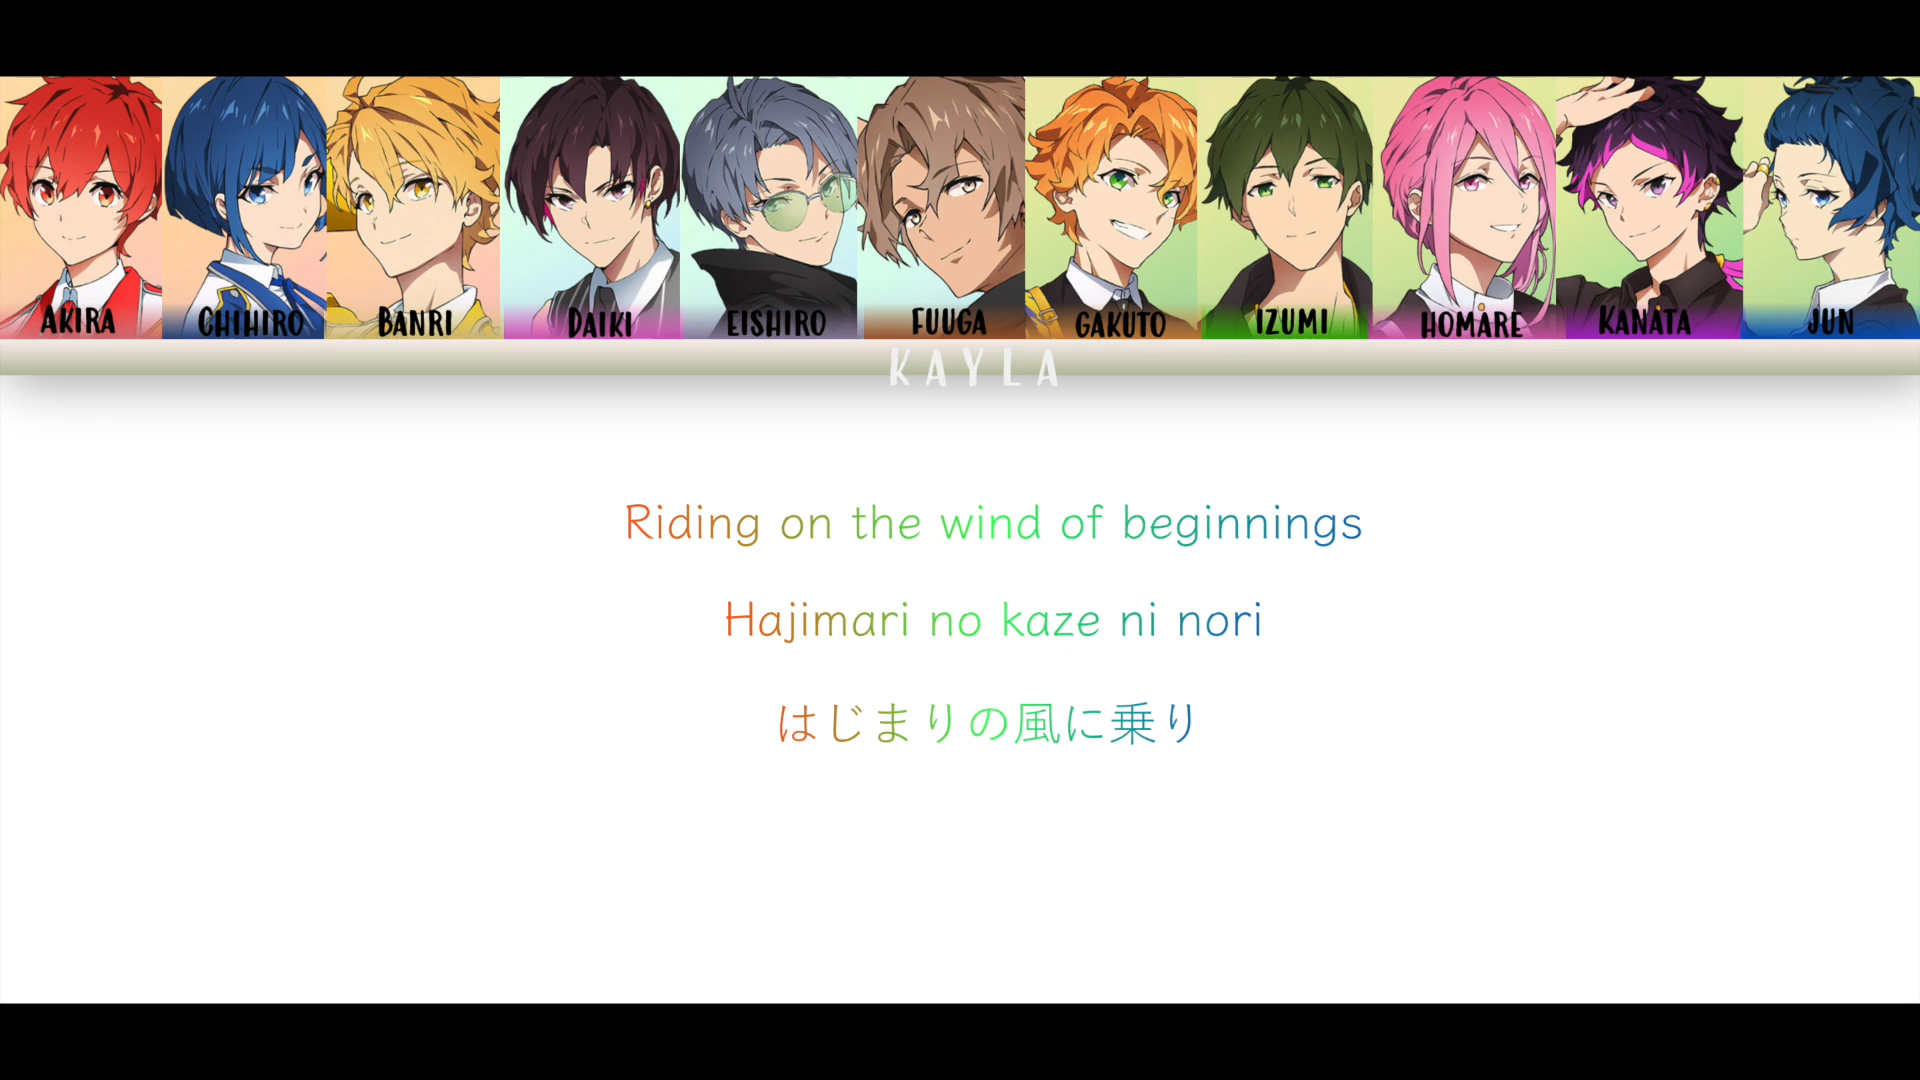 AKIRA CHIHIRO BANRI DAIKI EISHIRO FUUGA GAKUTO IZUMI HOMARE KANATA JUN
KAYLA
Riding on the wind of beginnings
Hajimari no kaze ni nori
はじまりの風に乗り